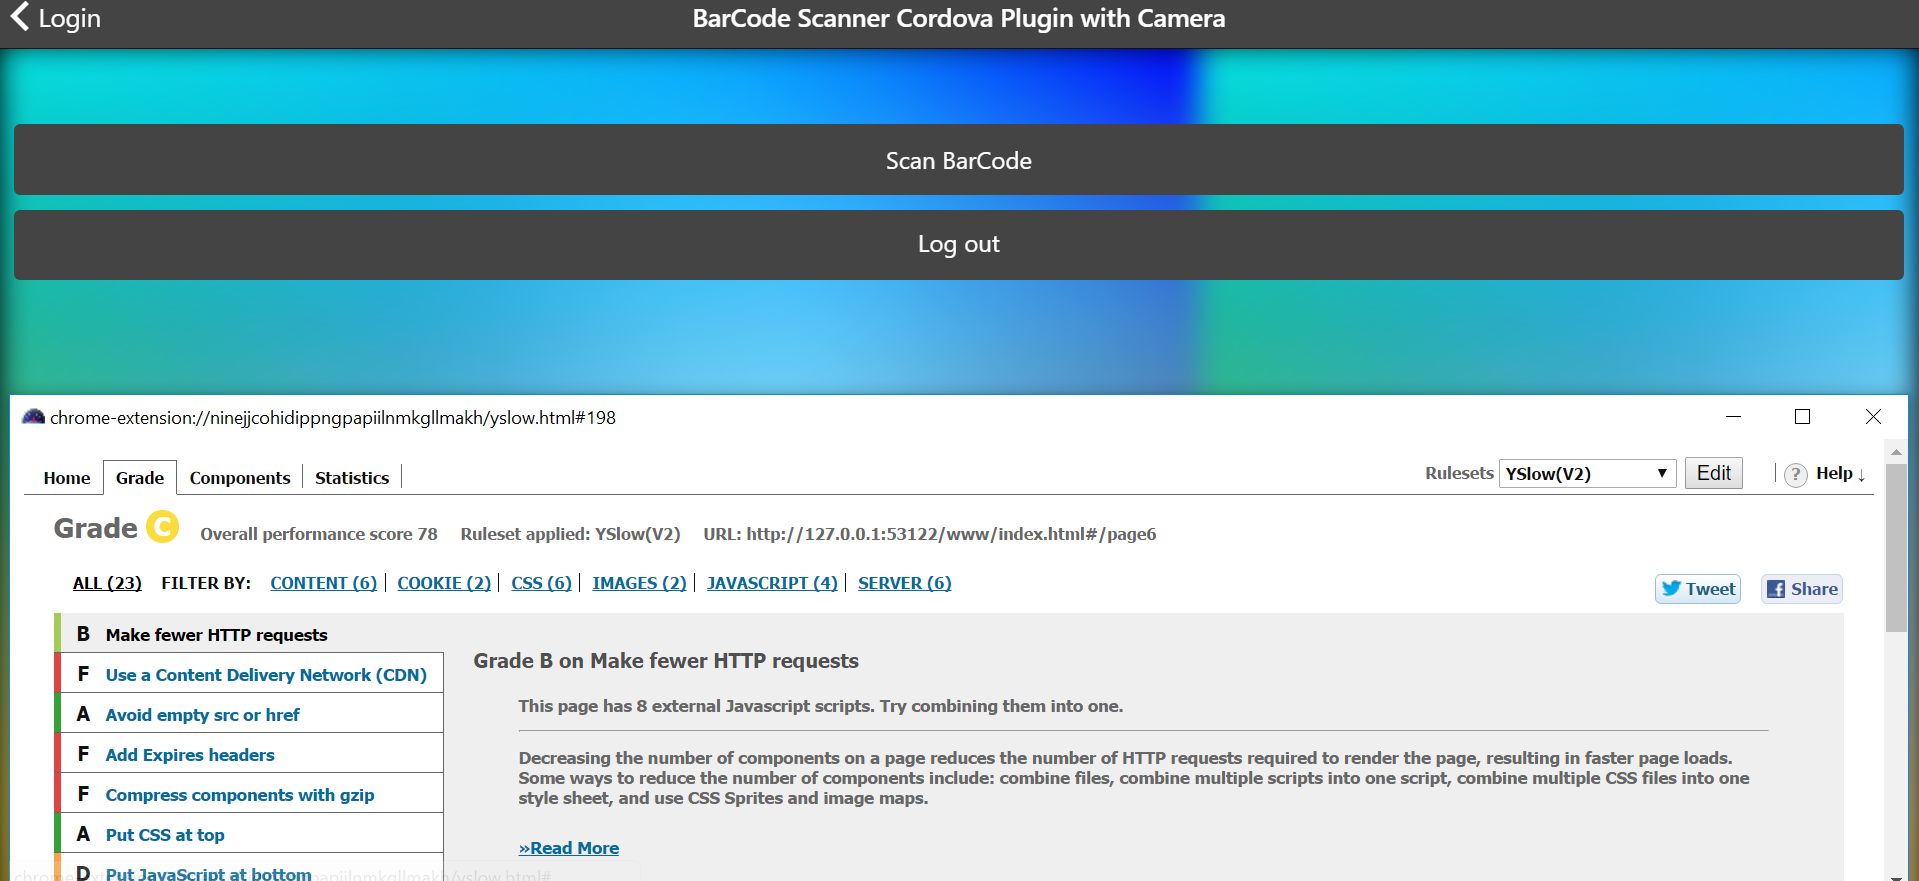 Login
BarCode Scanner Cordova Plugin with Camera
Scan BarCode
Log out
chrome-extension://ninejjcohidippngpapiilnmkgllmakh/yslow.html#198
Home Grade Components Statistics
Rulesets YSlow(V2) ▼ Edit ? Help ↓
Grade C Overall performance score 78 Ruleset applied: YSlow(V2) URL: http://127.0.0.1:53122/www/index.html#/page6
ALL (23) FILTER BY: CONTENT (6) | COOKIE (2) | CSS (6) | IMAGES (2) | JAVASCRIPT (4) | SERVER (6)
Tweet Share
B Make fewer HTTP requests
F Use a Content Delivery Network (CDN)
A Avoid empty src or href
F Add Expires headers
F Compress components with gzip
A Put CSS at top
D Put JavaScript at bottom
Grade B on Make fewer HTTP requests
This page has 8 external Javascript scripts. Try combining them into one.
Decreasing the number of components on a page reduces the number of HTTP requests required to render the page, resulting in faster page loads.
Some ways to reduce the number of components include: combine files, combine multiple scripts into one script, combine multiple CSS files into one
style sheet, and use CSS Sprites and image maps.
»Read More